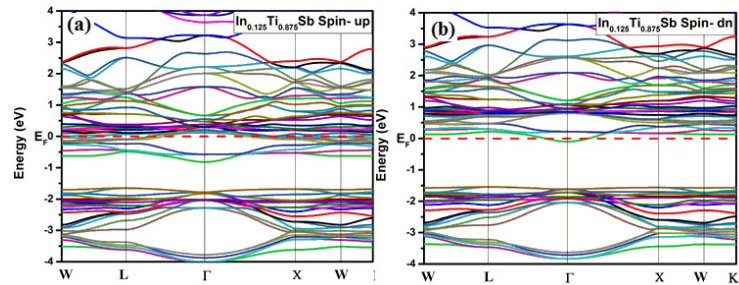 (a)
In0.125Ti0.875Sb Spin- up
Energy (eV)
4
3
2
1
0
EF
-1
-2
-3
-4
W L Γ X W
(b)
In0.125Ti0.875Sb Spin- dn
Energy (eV)
4
3
2
1
0
EF
-1
-2
-3
-4
W L Γ X W K